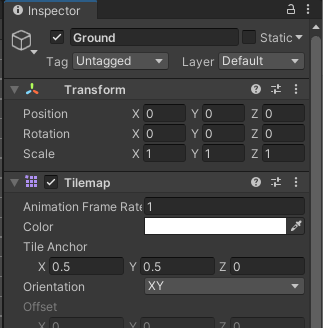 Inspector
Ground
Static
Tag Untagged Layer Default
Transform
Position X 0 Y 0 Z 0
Rotation X 0 Y 0 Z 0
Scale X 1 Y 1 Z 1
Tilemap
Animation Frame Rate 1
Color
Tile Anchor
X 0.5 Y 0.5 Z 0
Orientation XY
Offset
X 0 Y 0 Z 0